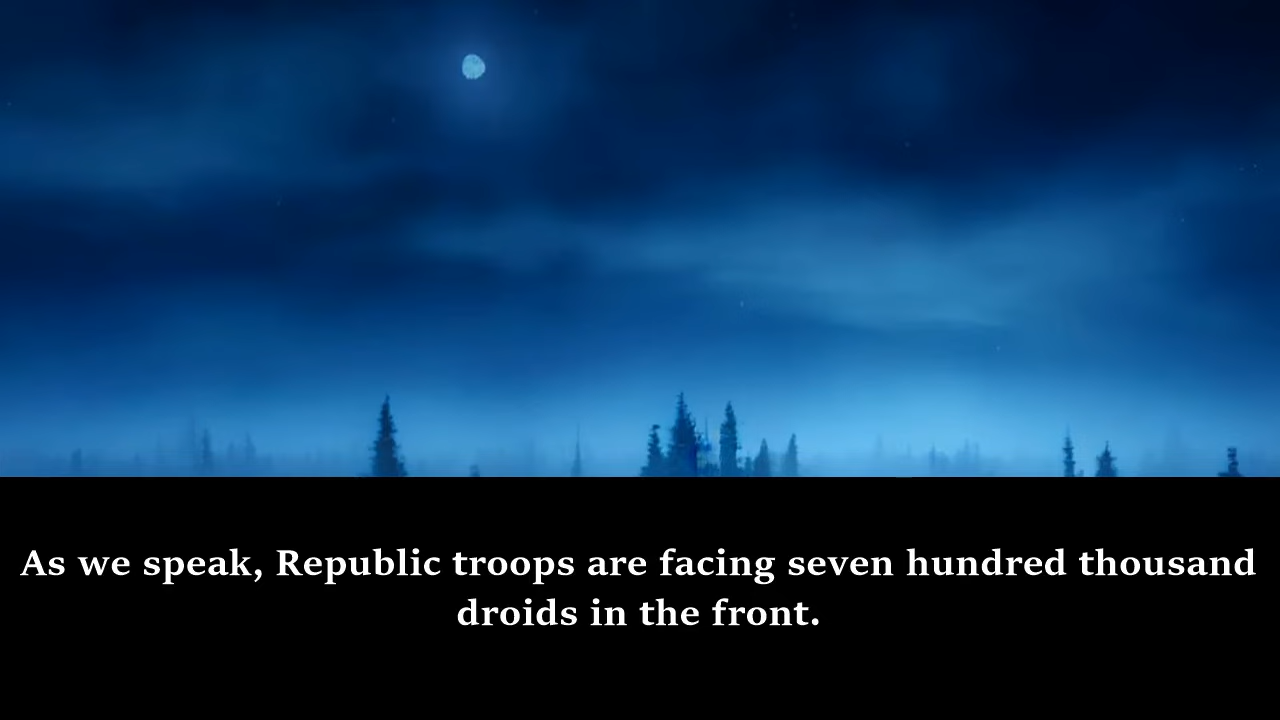 As we speak, Republic troops are facing seven hundred thousand
droids in the front.